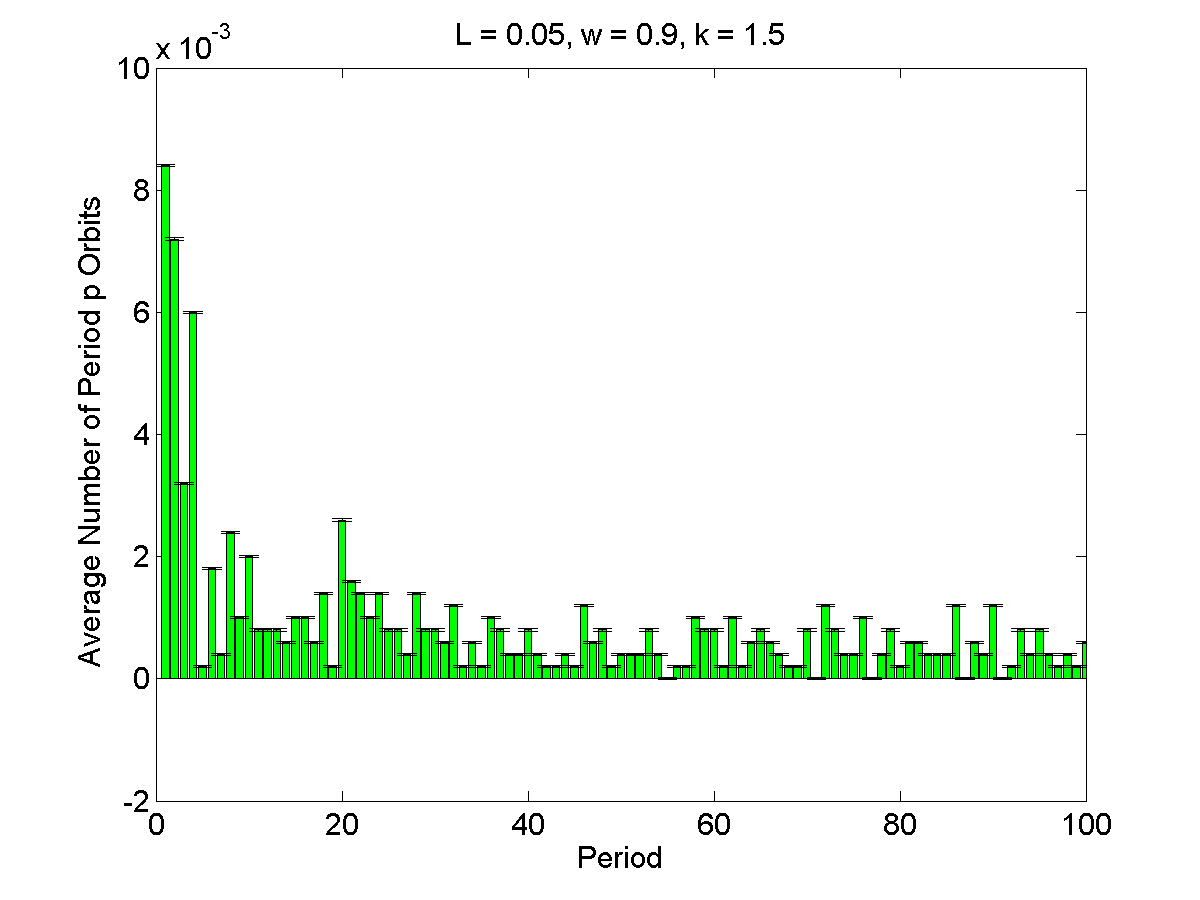 L = 0.05, w = 0.9, k = 1.5
x 10^-3
10
8
6
4
2
0
-2
Average Number of Period p Orbits
0 20 40 60 80 100
Period